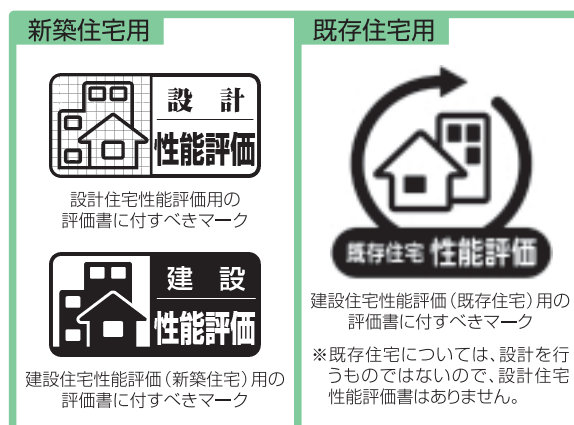 新築住宅用
設 計
性能評価
設計住宅性能評価用の
評価書に付すべきマーク
建 設
性能評価
建設住宅性能評価（新築住宅）用の
評価書に付すべきマーク
既存住宅用
既存住宅 性能評価
建設住宅性能評価（既存住宅）用の
評価書に付すべきマーク
※既存住宅については、設計を行
うものではないので、設計住宅
性能評価書はありません。